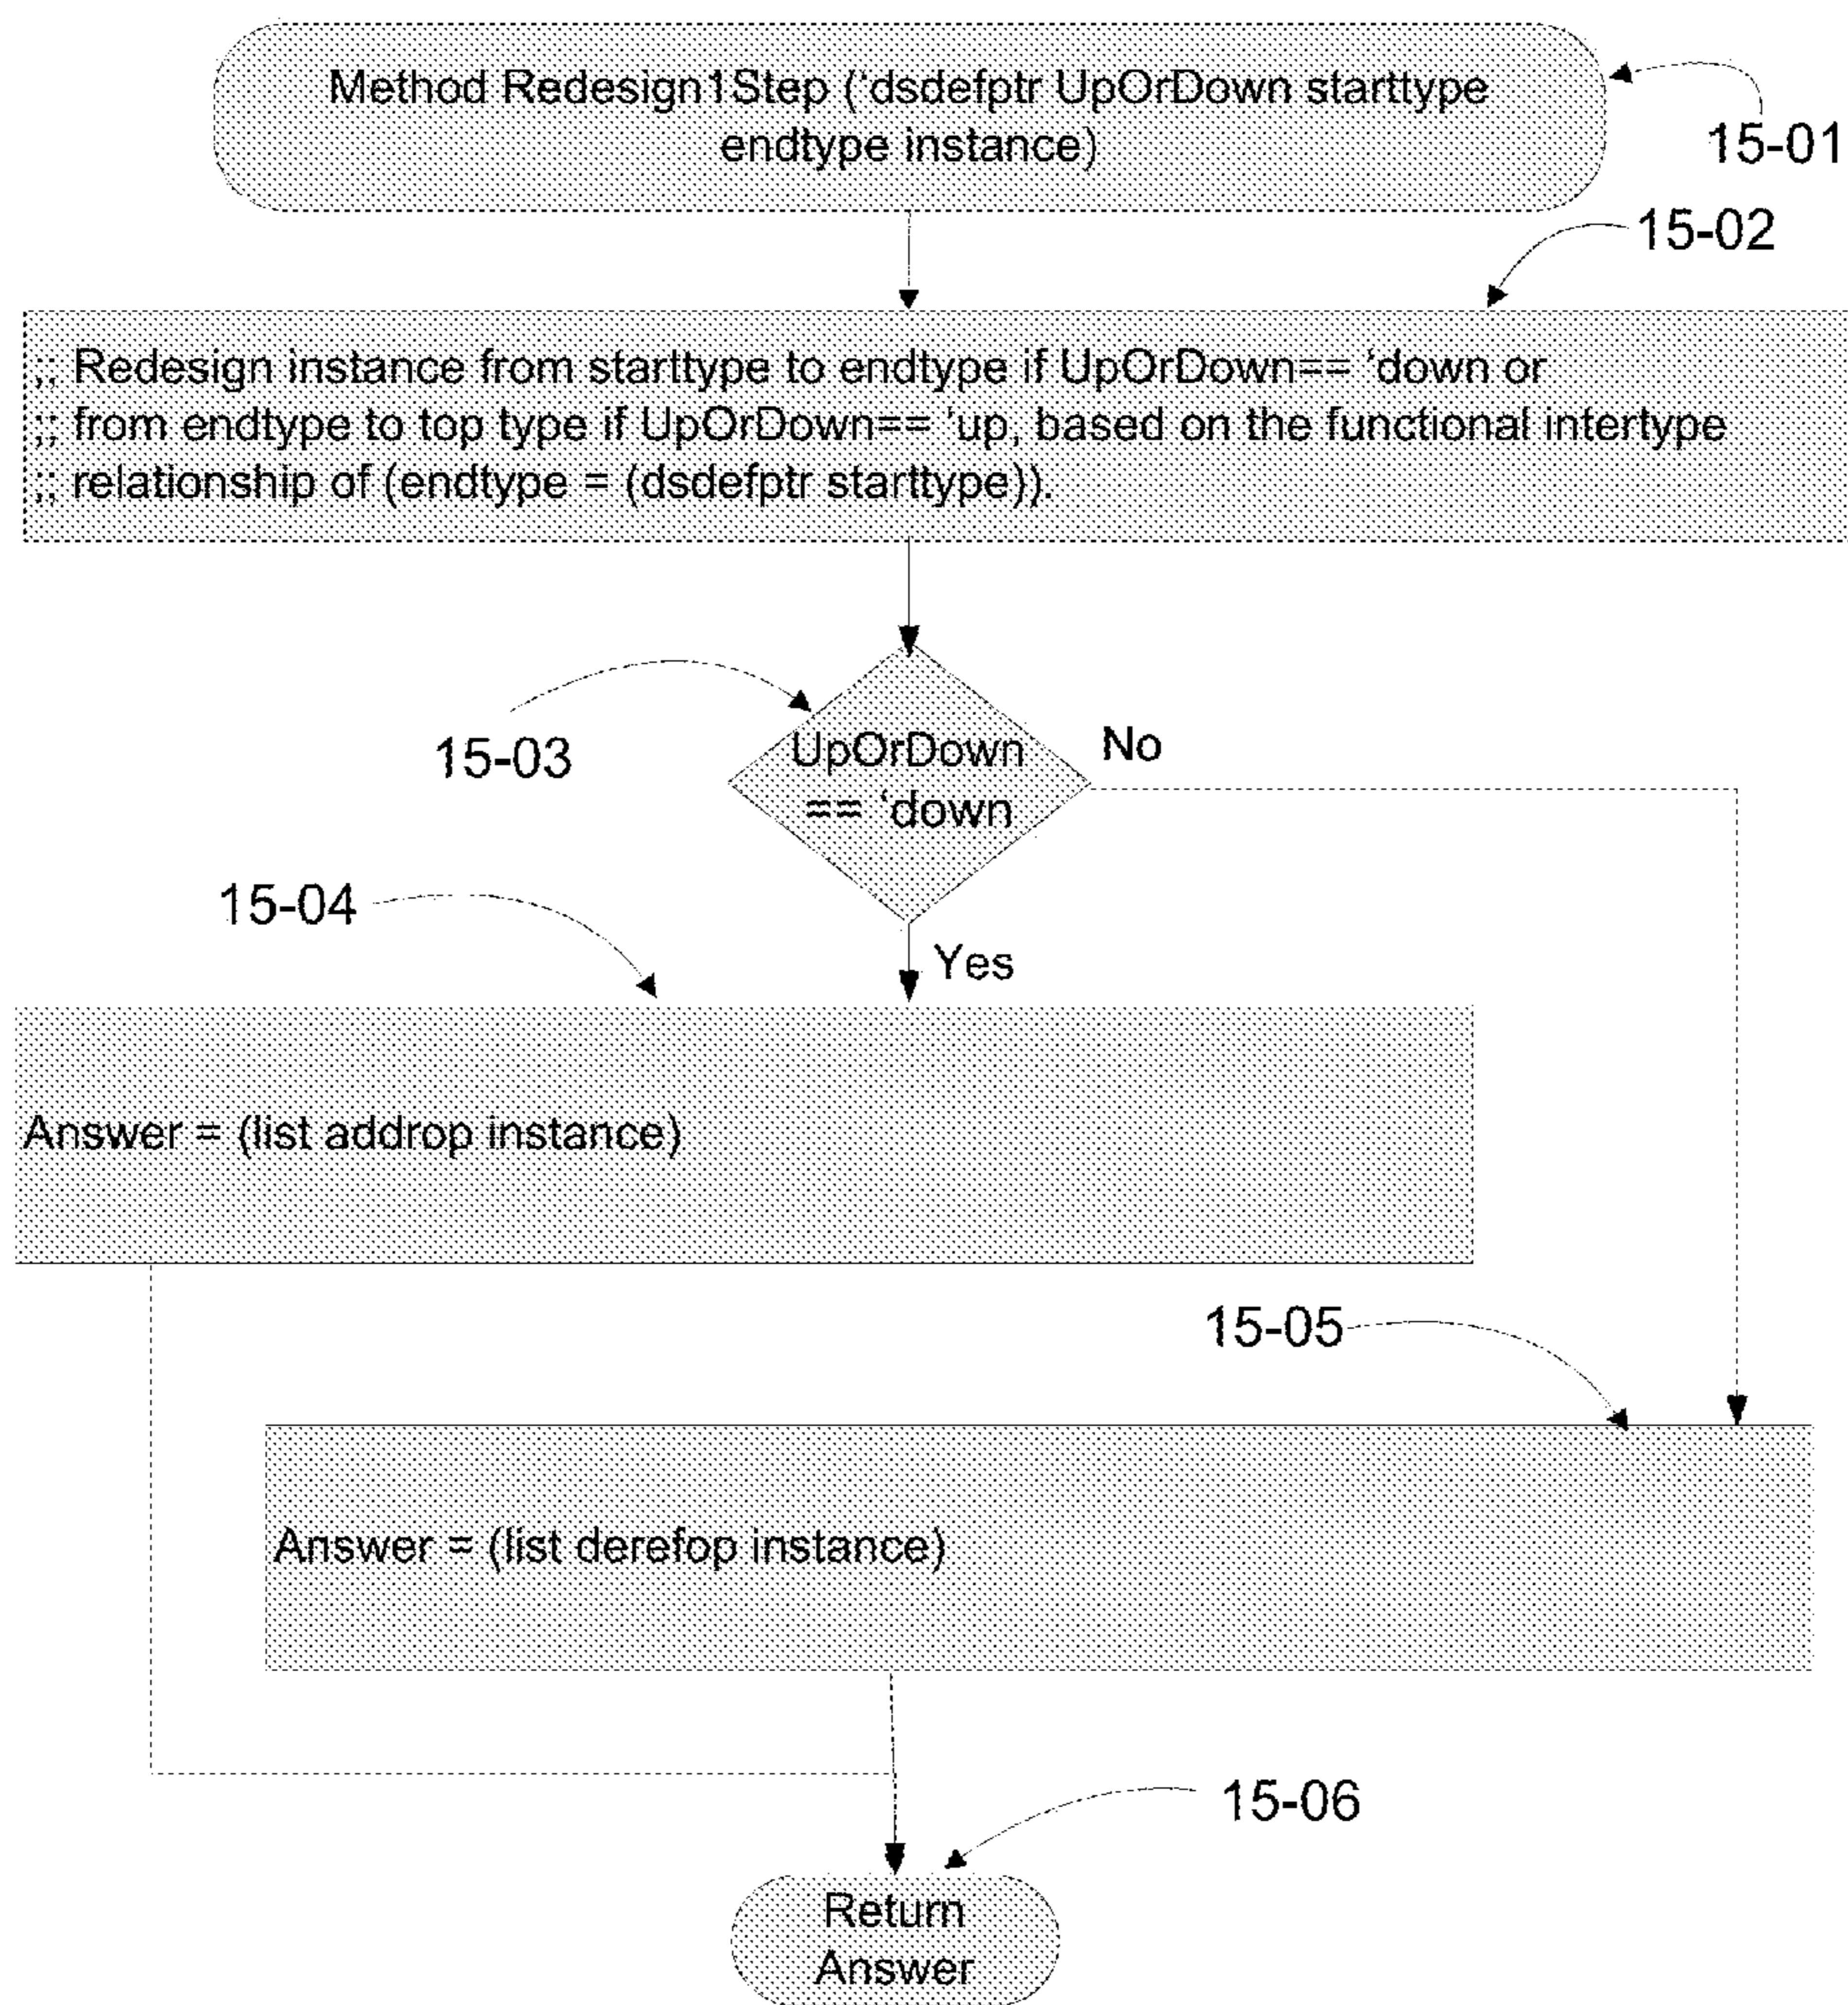 Method Redesign1Step (‘dsdefptr UpOrDown starttype
endtype instance)
15-01
15-02
;; Redesign instance from starttype to endtype if UpOrDown== ‘down or
;; from endtype to top type if UpOrDown== ‘up, based on the functional intertype
;; relationship of (endtype = (dsdefptr starttype)).
15-03
UpOrDown
== ‘down
No
15-04
Yes
Answer = (list addrop instance)
15-05
Answer = (list derefop instance)
15-06
Return
Answer